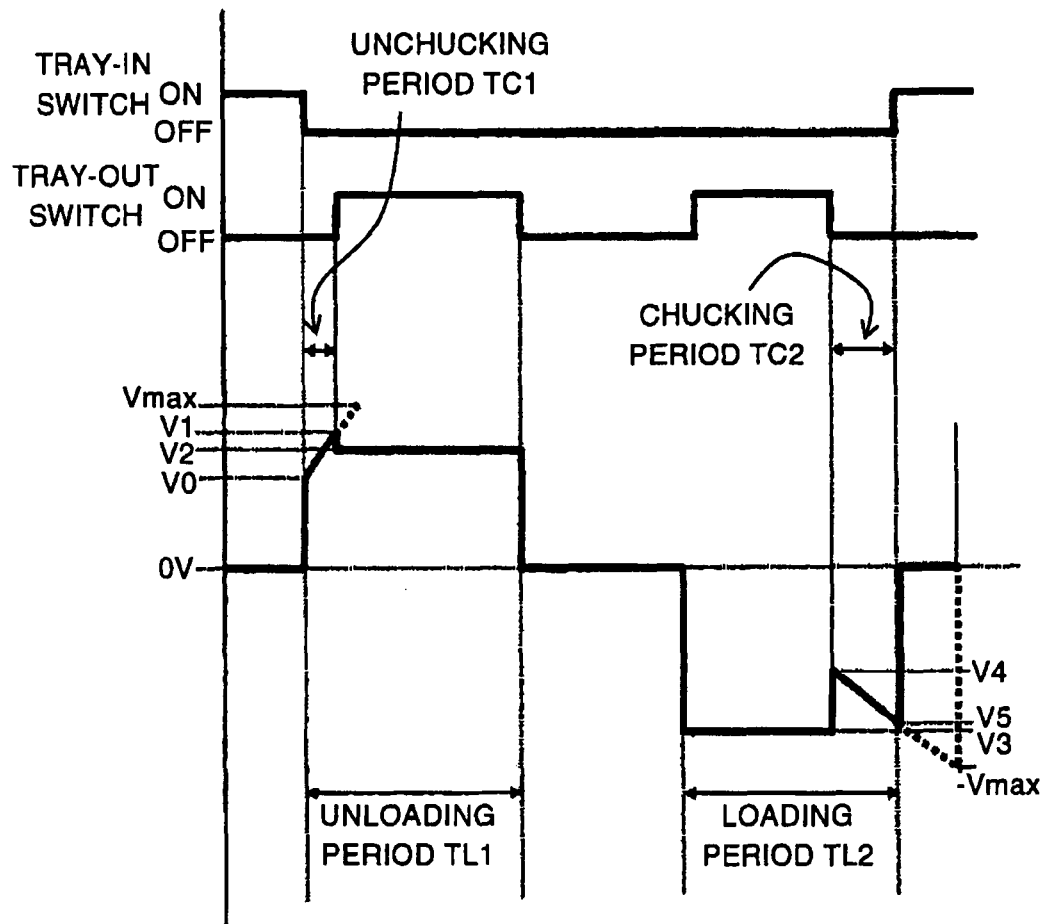 UNCHUCKING
PERIOD TC1
TRAY-IN
SWITCH
ON
OFF
TRAY-OUT
SWITCH
ON
OFF
CHUCKING
PERIOD TC2
Vmax
V1
V2
V0
0V
V4
V5
V3
-Vmax
UNLOADING
PERIOD TL1
LOADING
PERIOD TL2